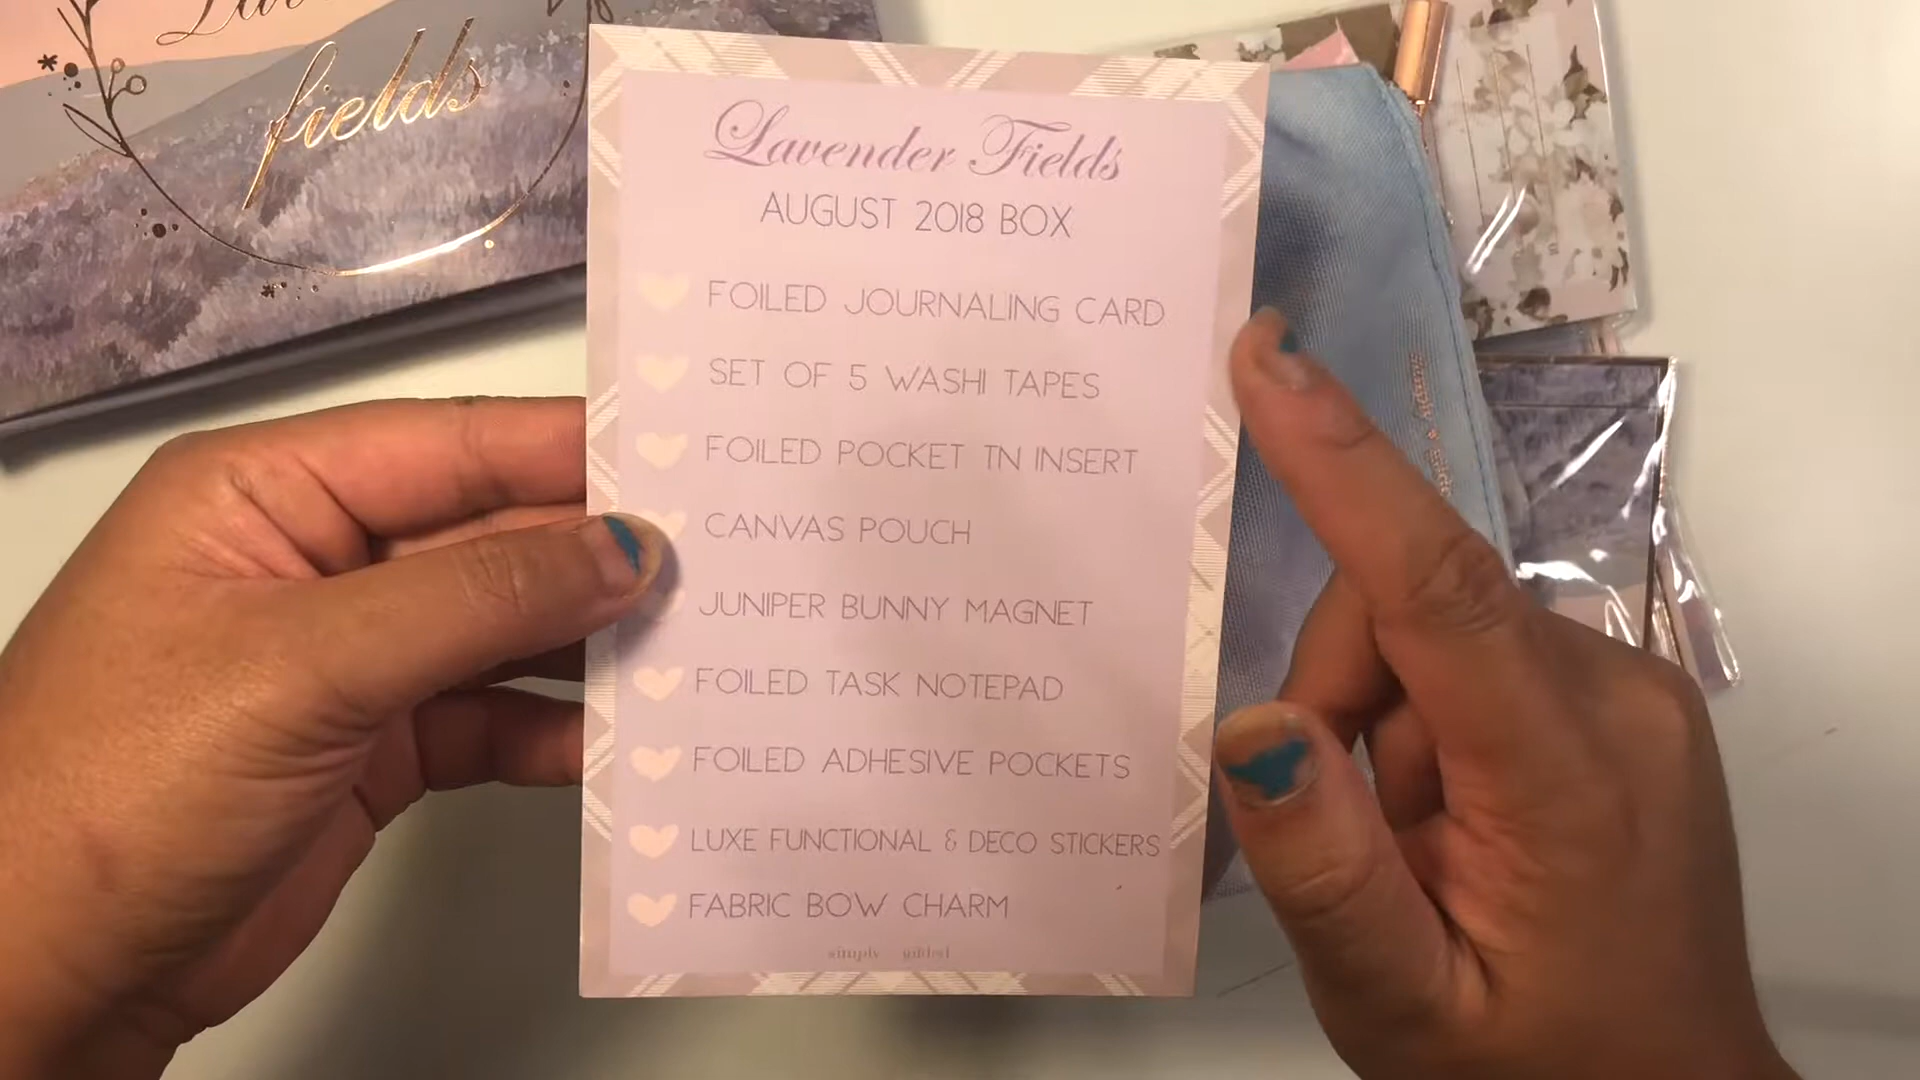 fields
Lavender Fields
AUGUST 2018 BOX
FOILED JOURNALING CARD
SET OF 5 WASHI TAPES
FOILED POCKET TN INSERT
CANVAS POUCH
JUNIPER BUNNY MAGNET
FOILED TASK NOTEPAD
FOILED ADHESIVE POCKETS
LUXE FUNCTIONAL & DECO STICKERS
FABRIC BOW CHARM
simply gilded